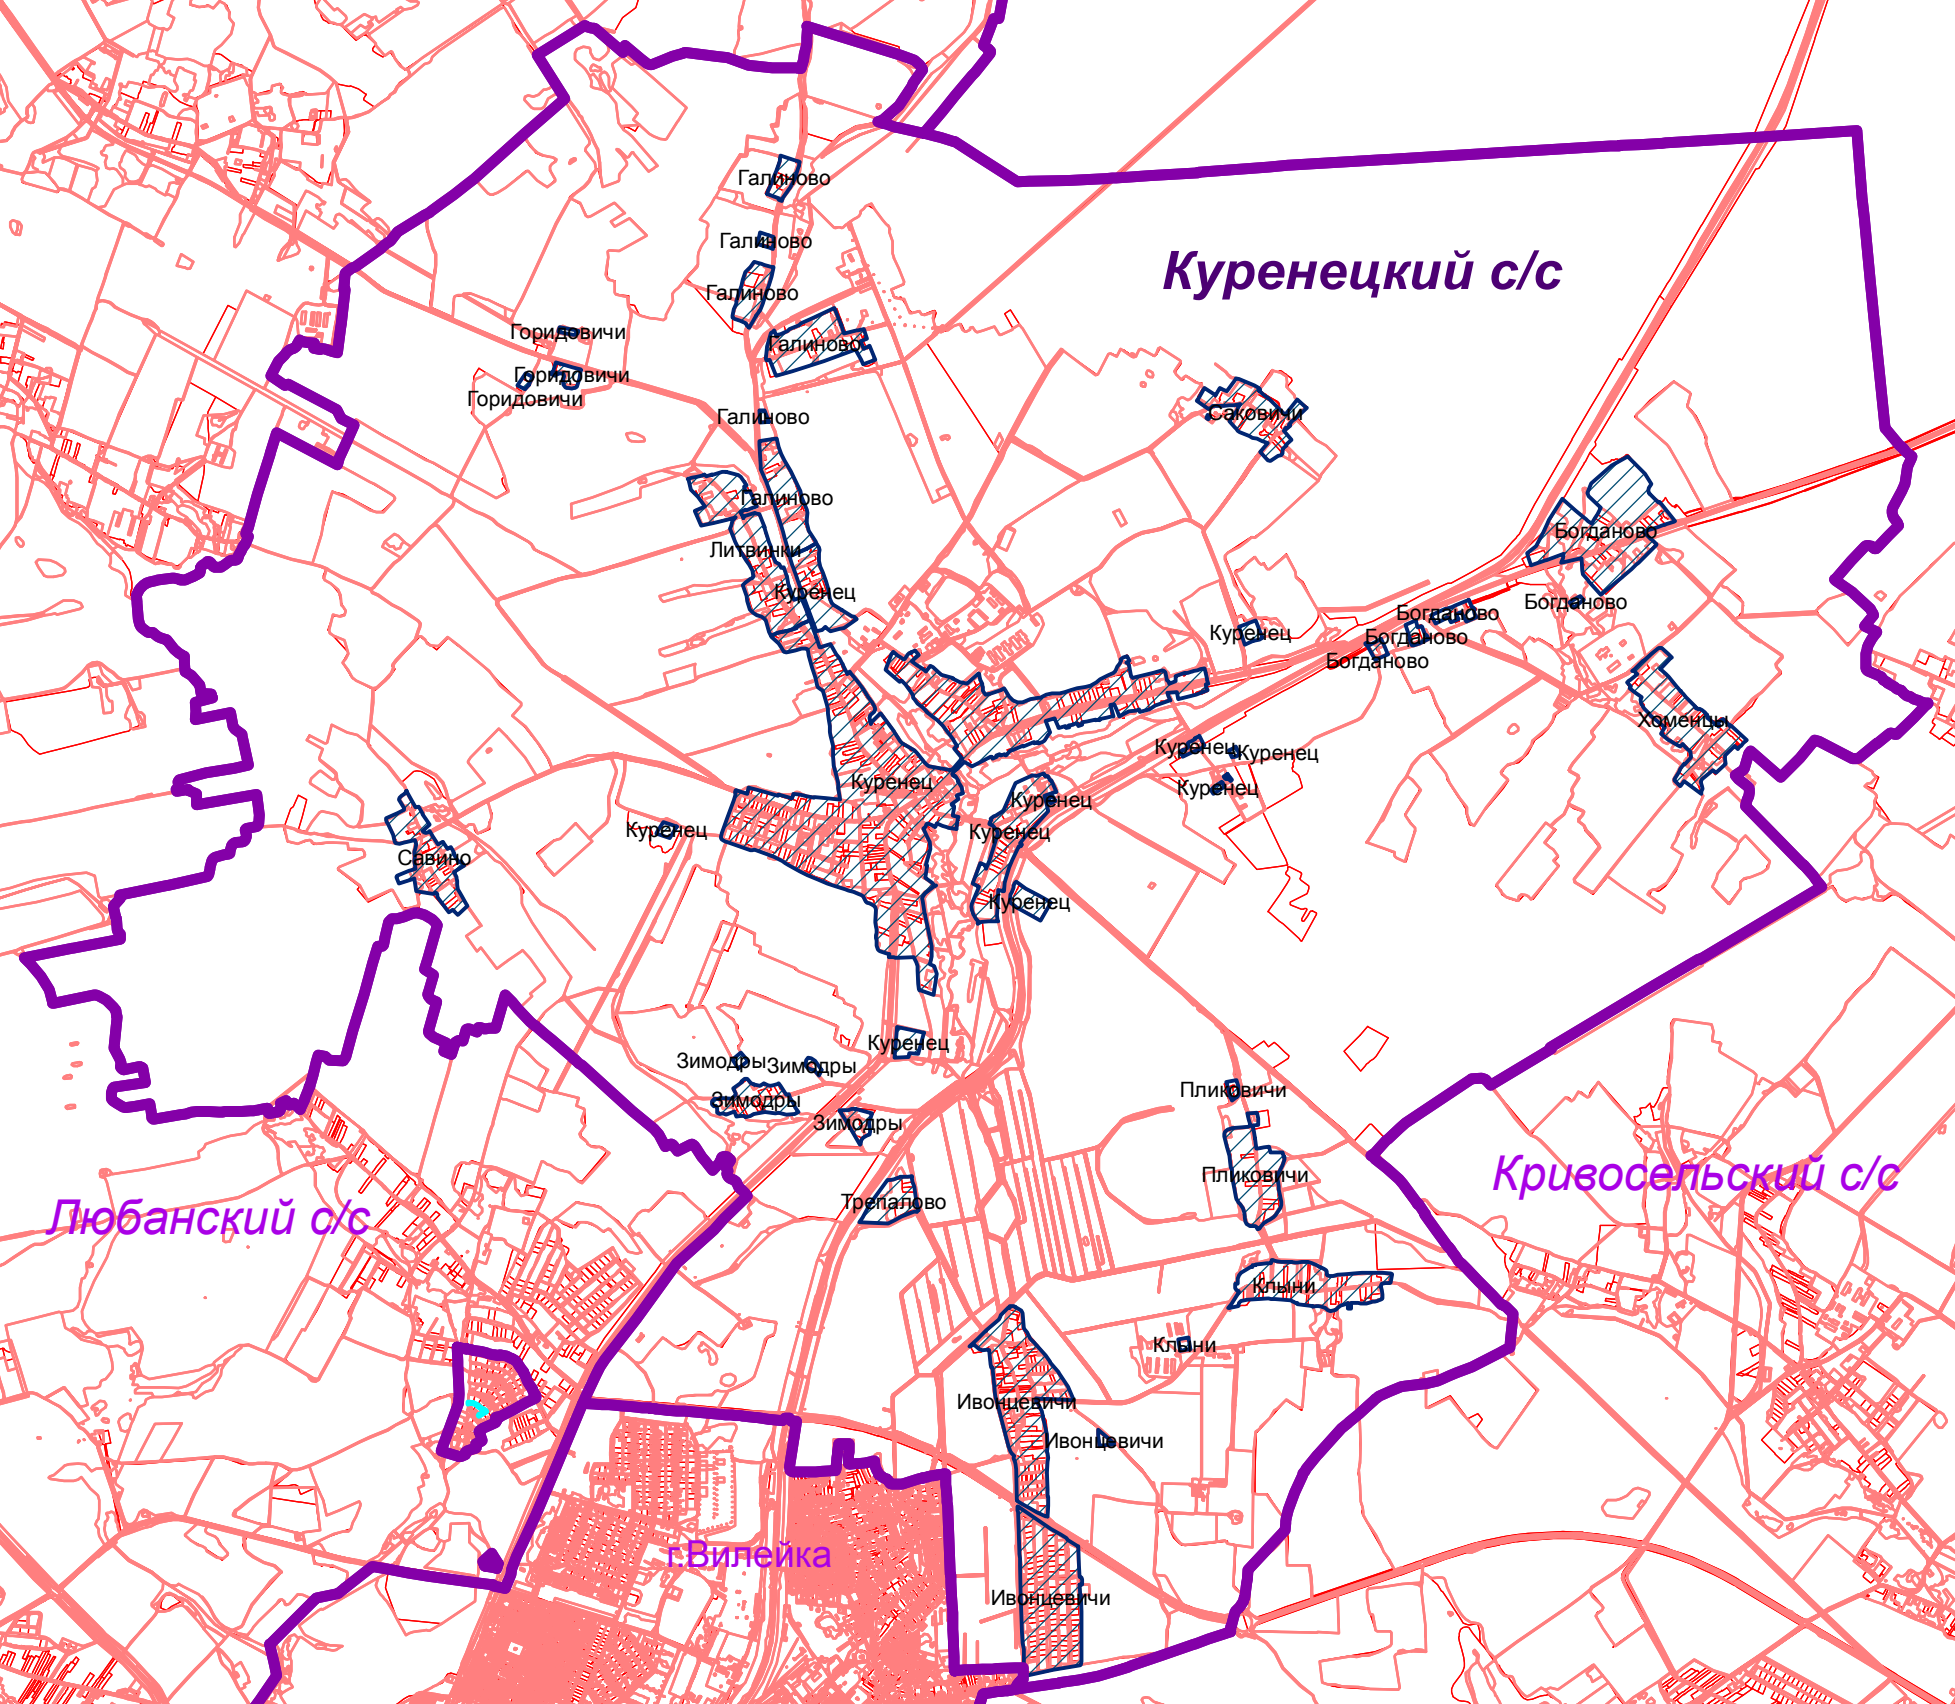 Галиново
Галиново
Куренецкий с/с
Галиново
Горидовичи
Галиново
Горидовичи
Горидовичи
Галиново
Саковичи
Галиново
Богданово
Литвинки
Куренец
Богданово
Богданово
Куренец
Богданово
Богданово
Хоменцы
Куренец
Куренец
Куренец
Куренец
Куренец
Куренец
Куренец
Савино
Куренец
Куренец
Зимодры
Зимодры
Пликовичи
Зимодры
Зимодры
Кривосельский с/с
Пликовичи
Трепалово
Любанский с/с
Клыни
Клыни
Ивонцевичи
Ивонцевичи
г.Вилейка
Ивонцевичи